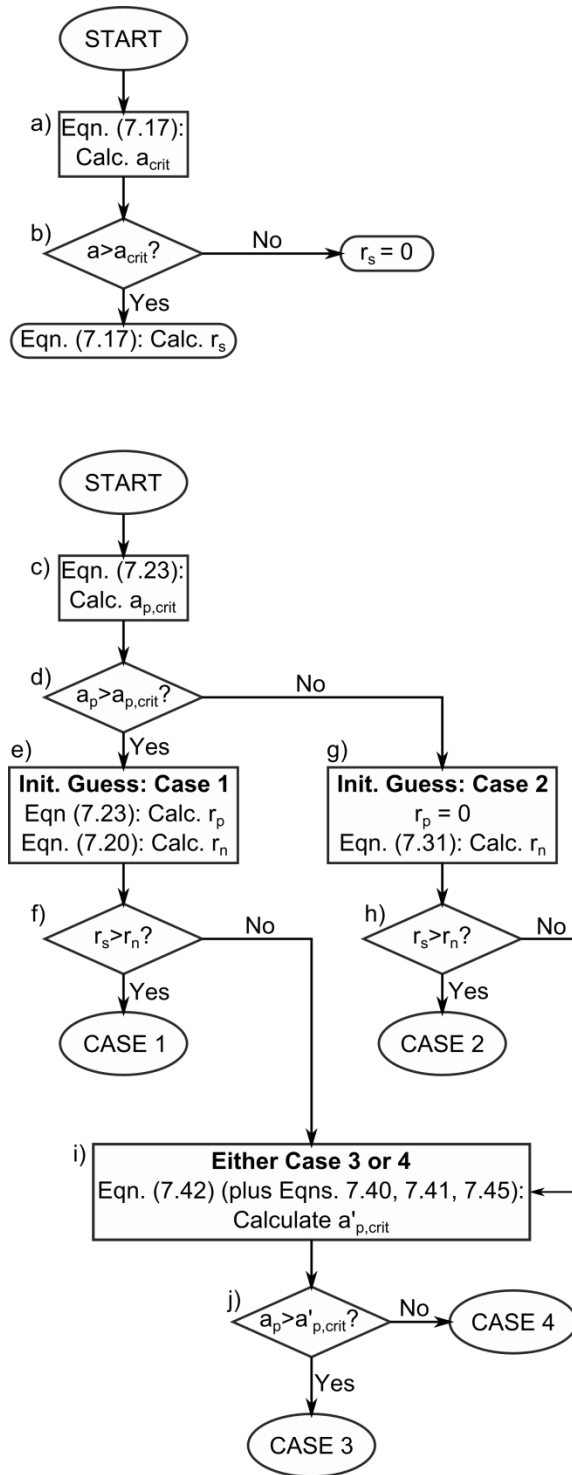 START
a)
Eqn. (7.17):
Calc. a_crit
b)
a>a_crit?
No
r_s = 0
Yes
Eqn. (7.17): Calc. r_s
START
c)
Eqn. (7.23):
Calc. a_p,crit
d)
a_p>a_p,crit?
No
Yes
e)
Init. Guess: Case 1
Eqn (7.23): Calc. r_p
Eqn. (7.20): Calc. r_n
g)
Init. Guess: Case 2
r_p = 0
Eqn. (7.31): Calc. r_n
f)
r_s>r_n?
No
Yes
CASE 1
h)
r_s>r_n?
No
Yes
CASE 2
i)
Either Case 3 or 4
Eqn. (7.42) (plus Eqns. 7.40, 7.41, 7.45):
Calculate a'_p,crit
j)
a_p>a'_p,crit?
No
CASE 4
Yes
CASE 3